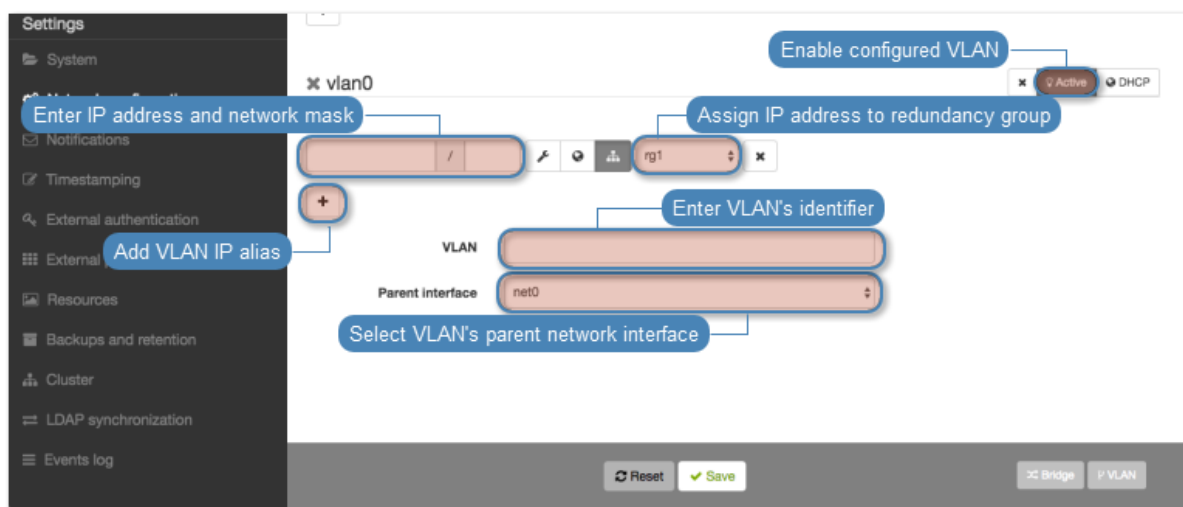 Settings
System
Enable configured VLAN
vlan0
Active
DHCP
Enter IP address and network mask
Assign IP address to redundancy group
Notifications
/
rg1
Timestamping
External authentication
Enter VLAN's identifier
External
Add VLAN IP alias
VLAN
Resources
Parent interface
net0
Select VLAN's parent network interface
Backups and retention
Cluster
LDAP synchronization
Events log
Reset
Save
Bridge
VLAN